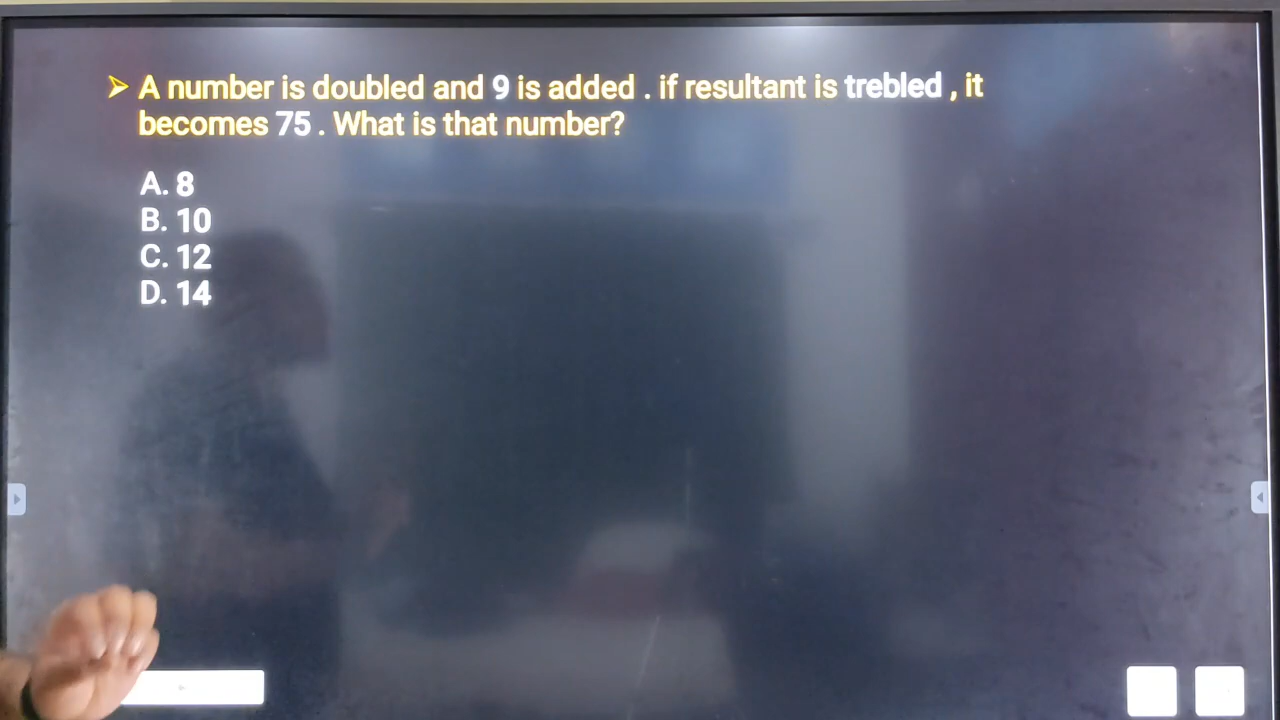 ➢ A number is doubled and 9 is added . if resultant is trebled , it
becomes 75 . What is that number?
A. 8
B. 10
C. 12
D. 14